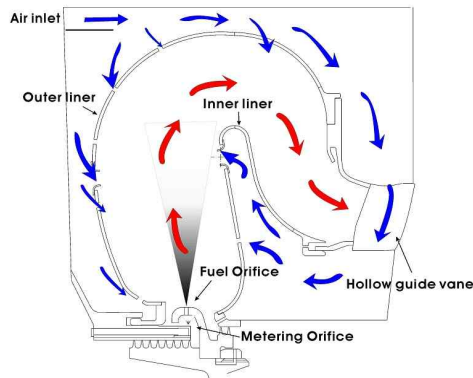 Air inlet
Outer liner
Inner liner
Fuel Orifice
Hollow guide vane
Metering Orifice